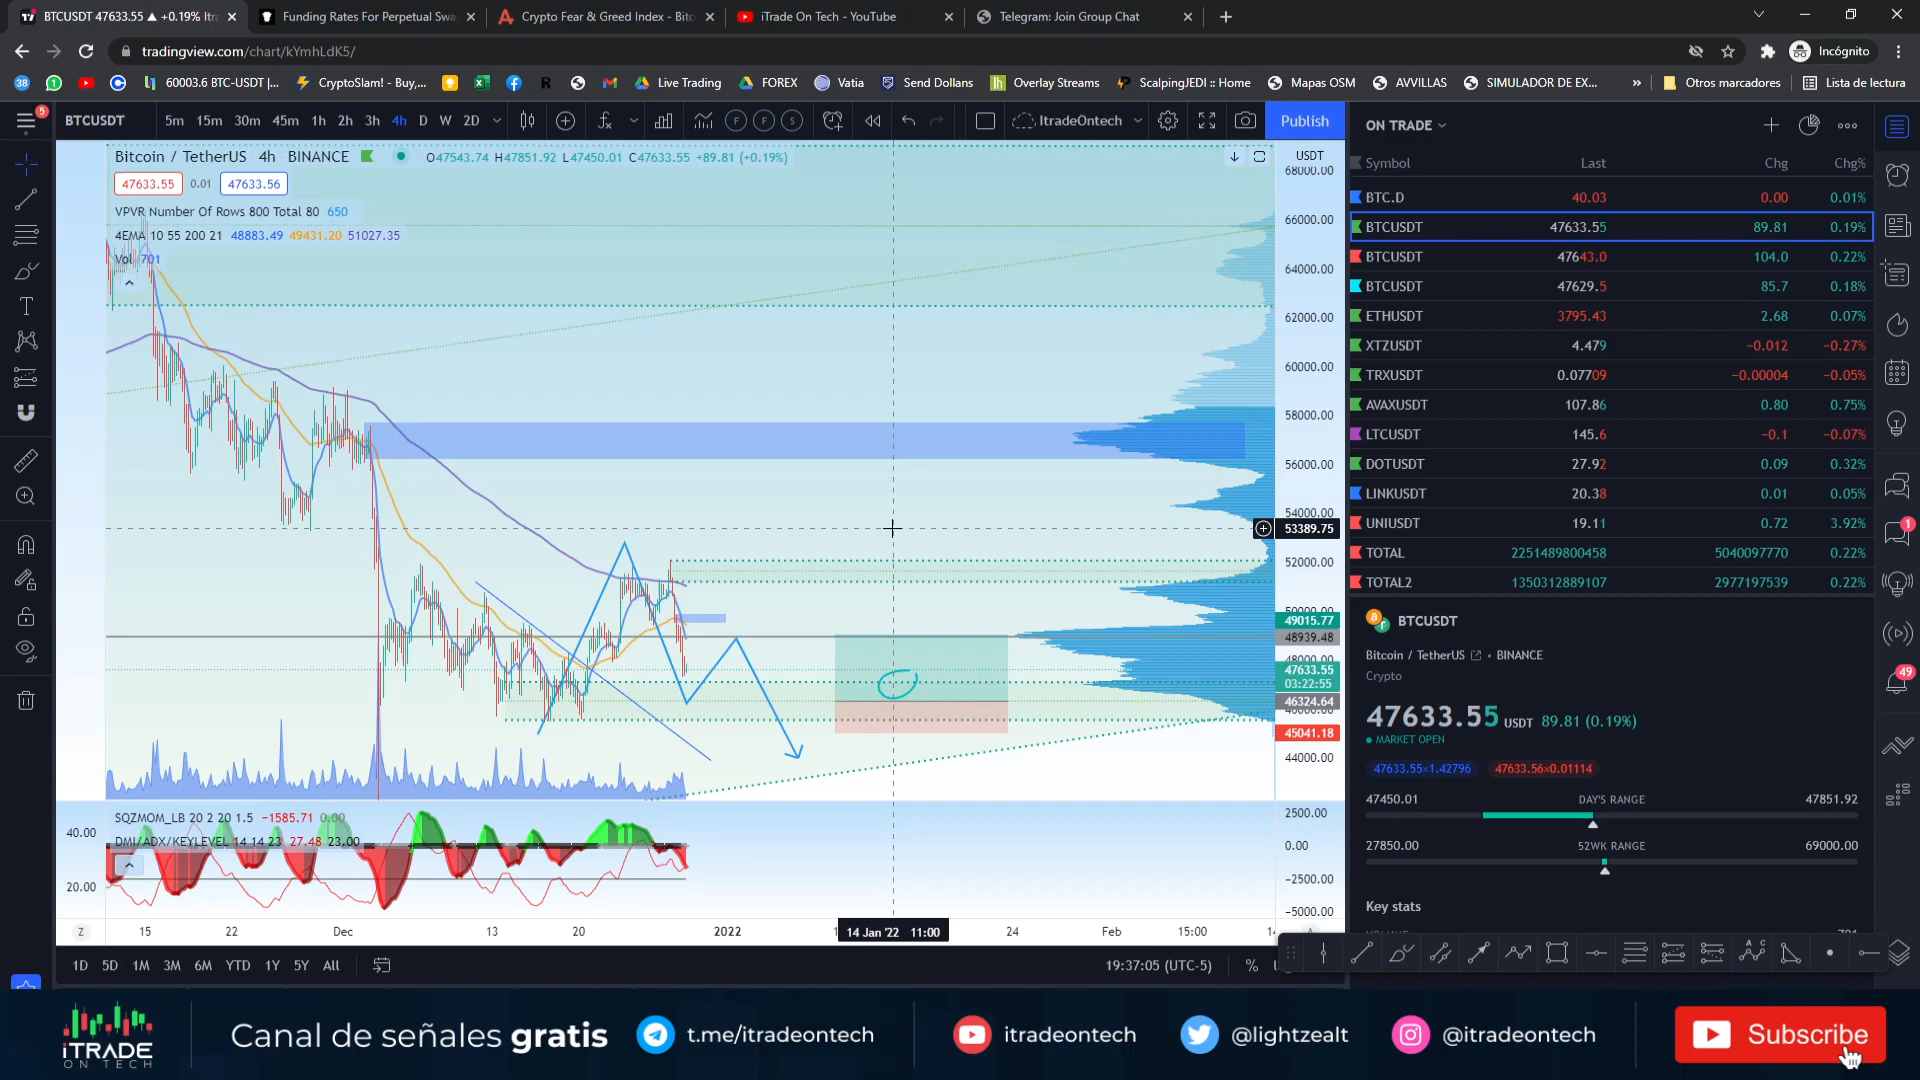 BTCUSDT 47633.55 ▲ +0.19% Itra
Funding Rates For Perpetual Swa
Crypto Fear & Greed Index - Bitc
iTrade On Tech - YouTube
Telegram: Join Group Chat
tradingview.com/chart/kYmhLdK5/
Incógnito
38
1
60003.6 BTC-USDT |...
CryptoSlam! - Buy,...
R
Live Trading
FOREX
Vatia
Send Dollans
Overlay Streams
ScalpingJEDI :: Home
Mapas OSM
AVVILLAS
SIMULADOR DE EX...
»
Otros marcadores
Lista de lectura
5
BTCUSDT
5m 15m 30m 45m 1h 2h 3h 4h D W 2D
F F S
ItradeOntech
Publish
Bitcoin / TetherUS 4h BINANCE
O47543.74 H47851.92 L47450.01 C47633.55 +89.81 (+0.19%)
47633.55 0.01 47633.56
VPVR Number Of Rows 800 Total 80 650
4EMA 10 55 200 21 48883.49 49431.20 51027.35
Vol 701
USDT
68000.00
66000.00
64000.00
62000.00
60000.00
58000.00
56000.00
54000.00
53389.75
52000.00
50000.00
49015.77
48939.48
48000.00
47633.55
03:22:55
46324.64
45041.18
44000.00
SQZMOM_LB 20 2 20 1.5 −1585.71 0.00
DMI/ADX/KEYLEVEL 14 14 23 27.48 23.00
40.00
20.00
2500.00
0.00
−2500.00
−5000.00
Z 15 22 Dec 13 20 2022 14 Jan '22 11:00 24 Feb 15:00
1D 5D 1M 3M 6M YTD 1Y 5Y All
19:37:05 (UTC-5) %
ON TRADE
Symbol Last Chg Chg%
BTC.D 40.03 0.00 0.01%
BTCUSDT 47633.55 89.81 0.19%
BTCUSDT 47643.0 104.0 0.22%
BTCUSDT 47629.5 85.7 0.18%
ETHUSDT 3795.43 2.68 0.07%
XTZUSDT 4.479 −0.012 −0.27%
TRXUSDT 0.07709 −0.00004 −0.05%
AVAXUSDT 107.86 0.80 0.75%
LTCUSDT 145.6 −0.1 −0.07%
DOTUSDT 27.92 0.09 0.32%
LINKUSDT 20.38 0.01 0.05%
UNIUSDT 19.11 0.72 3.92%
TOTAL 2251489800458 5040097770 0.22%
TOTAL2 1350312889107 2977197539 0.22%
BTCUSDT
Bitcoin / TetherUS • BINANCE
Crypto
47633.55 USDT 89.81 (0.19%)
MARKET OPEN
47633.55×1.42796 47633.56×0.01114
47450.01 DAY'S RANGE 47851.92
27850.00 52WK RANGE 69000.00
Key stats
1
49
iTRADE
ON TECH
Canal de señales gratis
t.me/itradeontech
itradeontech
@lightzealt
@itradeontech
Subscribe